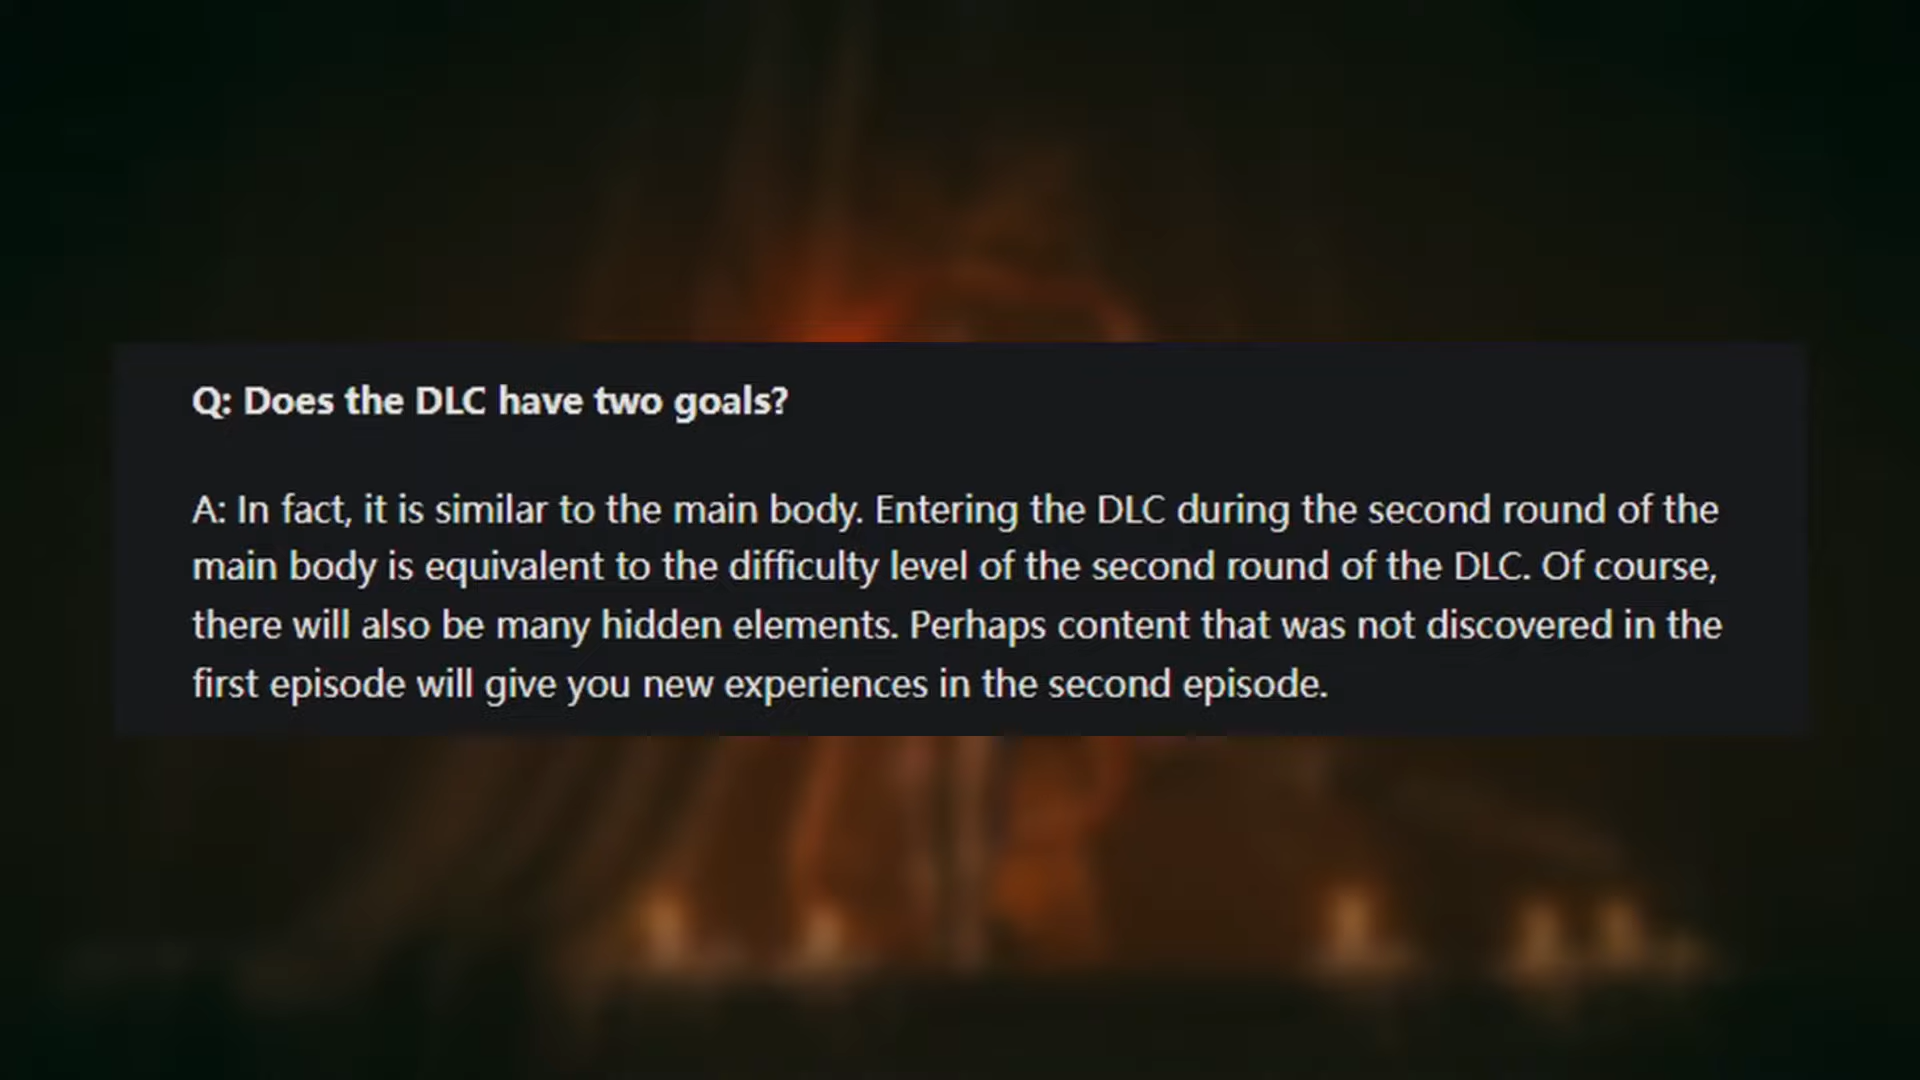 Q: Does the DLC have two goals?
A: In fact, it is similar to the main body. Entering the DLC during the second round of the
main body is equivalent to the difficulty level of the second round of the DLC. Of course,
there will also be many hidden elements. Perhaps content that was not discovered in the
first episode will give you new experiences in the second episode.